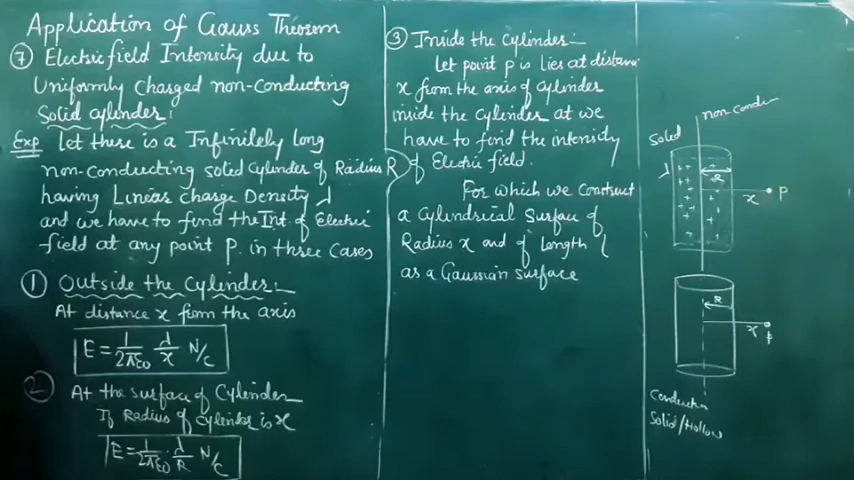 Application of Gauss Theorem
⑦ Electric field Intensity due to
Uniformly Charged non-conducting
Solid cylinder:
Exp Let there is a Infinitely long
non-conducting solid cylinder of Radius R
having Linear Charge Density λ
and we have to find the Int. of Electric
field at any point P. in three Cases
① Outside the Cylinder:-
At distance x from the axis
E = 1/2πε0 λ/x N/C
② At the surface of Cylinder
If Radius of cylinder is x
E = 1/2πε0 · λ/R N/C
③ Inside the Cylinder:-
Let point P is lies at distance
x from the axis of cylinder
inside the cylinder at we
have to find the intensity
of Electric field.
For which we Construct
a Cylindrical Surface of
Radius x and of length l
as a Gaussian surface
non condu
Solid
λ
R
x P
R
x P
Conductor
Solid/Hollow